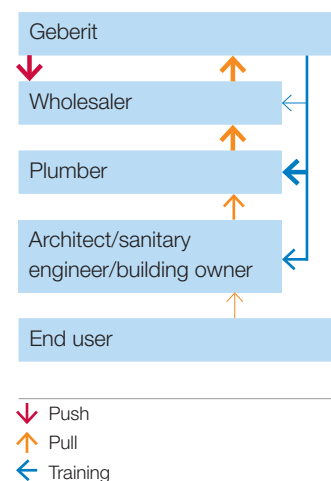 Geberit
Wholesaler
Plumber
Architect/sanitary
engineer/building owner
End user
Push
Pull
Training